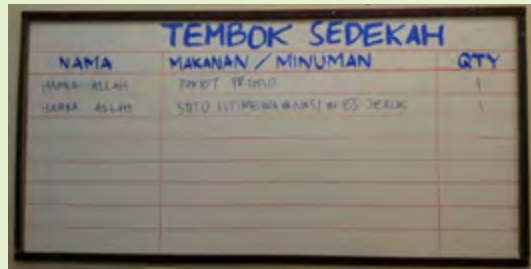 TEMBOK SEDEKAH
NAMA MAKANAN / MINUMAN QTY
HAMBA ALLAH PAKET PROMO 1
HAMBA ALLAH SOTO ISTIMEWA NASI ES JERUK 1